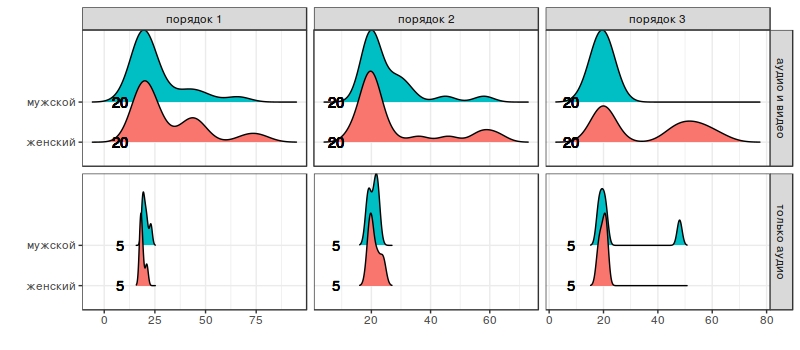 порядок 1 порядок 2 порядок 3
мужской 20 20 20
женский 20 20 20
аудио и видео
мужской 5 5 5
женский 5 5 5
только аудио
0 25 50 75 20 40 60 0 20 40 60 80